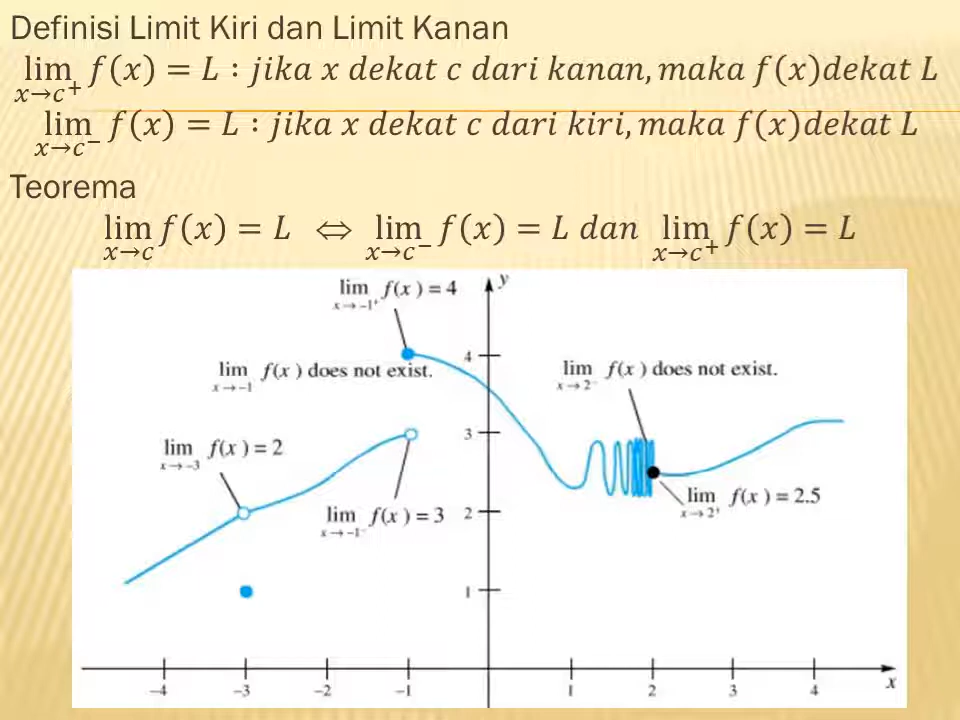 Definisi Limit Kiri dan Limit Kanan
lim x→c⁺ f(x) = L : jika x dekat c dari kanan, maka f(x)dekat L
lim x→c⁻ f(x) = L : jika x dekat c dari kiri, maka f(x)dekat L
Teorema
lim x→c f(x) = L ⇔ lim x→c⁻ f(x) = L dan lim x→c⁺ f(x) = L
lim x→-1⁺ f(x) = 4
y
4
lim x→-1 f(x) does not exist.
lim x→2⁻ f(x) does not exist.
3
lim x→-3 f(x) = 2
lim x→2⁺ f(x) = 2.5
lim x→-1⁻ f(x) = 3
2
1
-4 -3 -2 -1 1 2 3 4 x